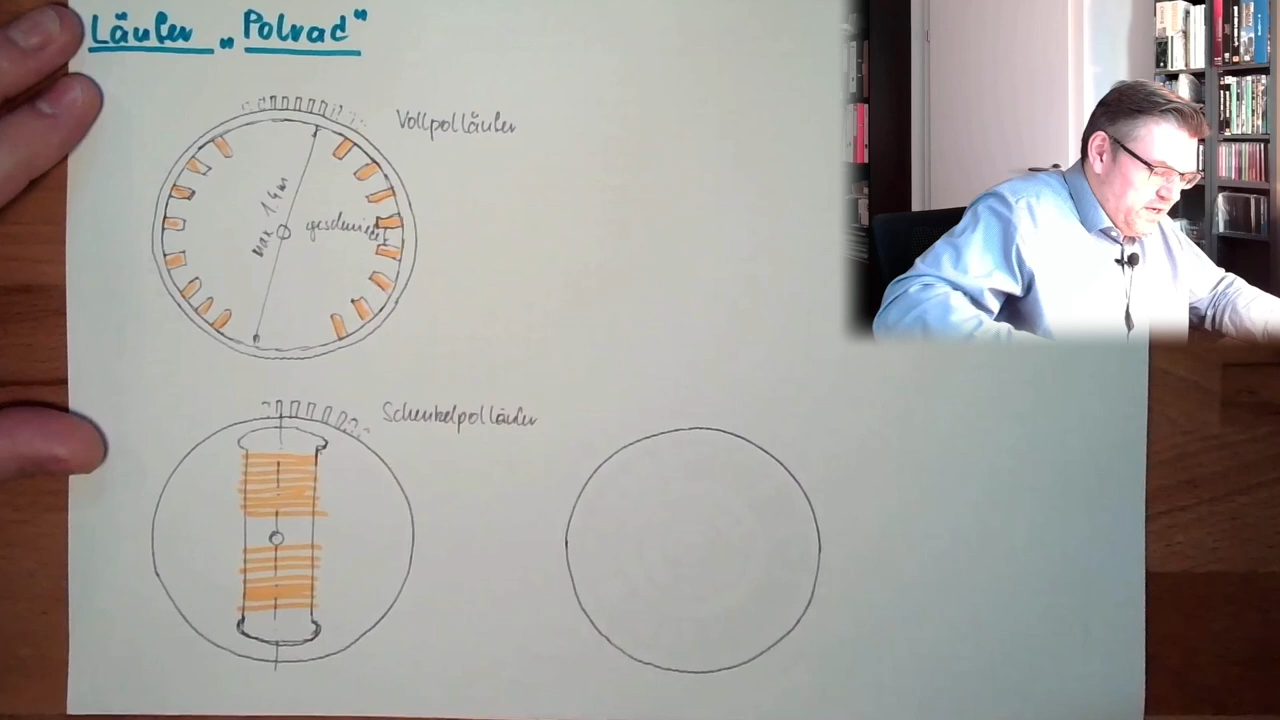 Läufer „Polrad"
Vollpolläufer
max 1.4m
geschmiedet
Schenkelpolläufer